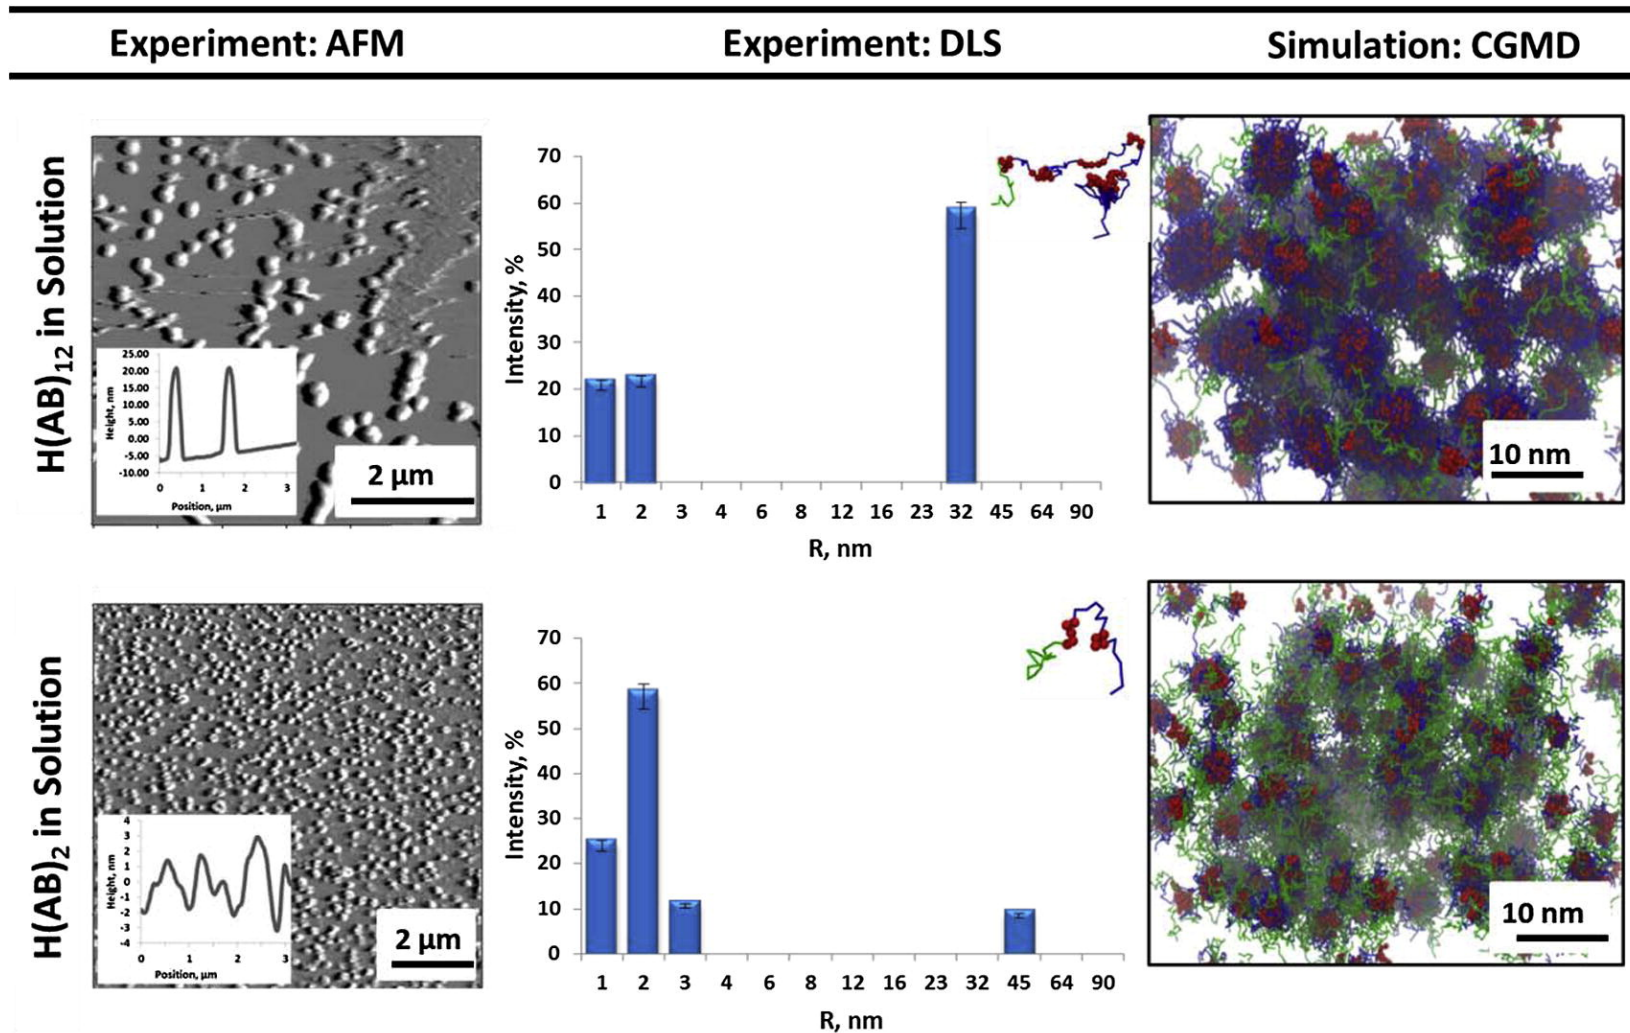 Experiment: AFM
Experiment: DLS
Simulation: CGMD
H(AB)12 in Solution
25.00
20.00
15.00
10.00
5.00
0.00
-5.00
-10.00
Height, nm
0 1 2 3
Position, µm
2 µm
70
60
50
40
30
20
10
0
Intensity, %
1 2 3 4 6 8 12 16 23 32 45 64 90
R, nm
10 nm
H(AB)2 in Solution
4
3
2
1
0
-1
-2
-3
-4
Height, nm
0 1 2 3
Position, µm
2 µm
70
60
50
40
30
20
10
0
Intensity, %
1 2 3 4 6 8 12 16 23 32 45 64 90
R, nm
10 nm